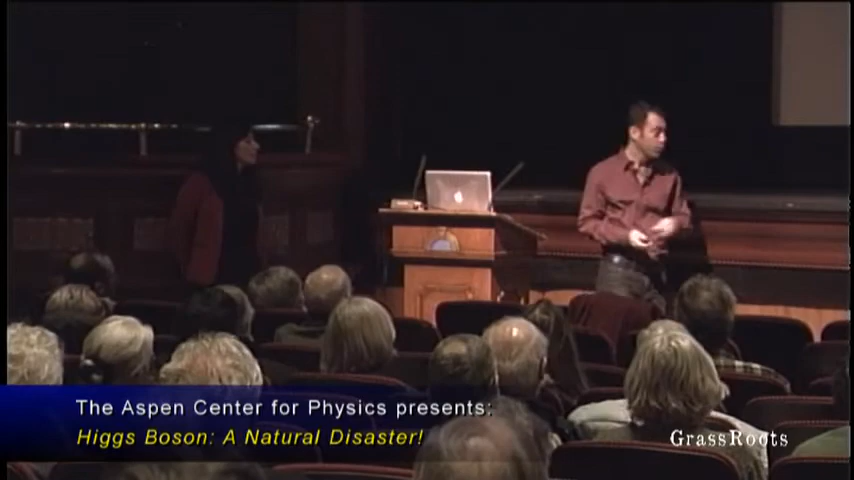 The Aspen Center for Physics presents:
Higgs Boson: A Natural Disaster!
GrassRoots